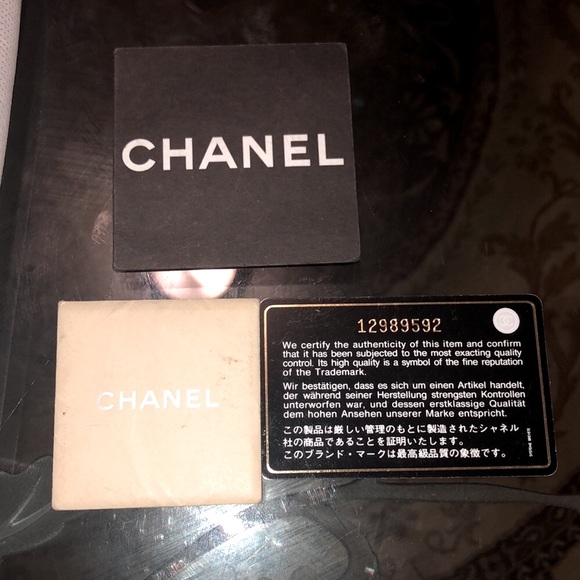 CHANEL
CHANEL
12989592
We certify the authenticity of this item and confirm
that it has been subjected to the most exacting quality
control. Its high quality is a symbol of the fine reputation
of the Trademark.
Wir bestätigen, dass es sich um einen Artikel handelt,
der während seiner Herstellung strengsten Kontrollen
unterworfen war, und dessen erstklassige Qualität
dem hohen Ansehen unserer Marke entspricht.
この製品は厳しい管理のもとに製造されたシャネル
社の商品であることを証明いたします。
このブランド・マークは最高級品質の象徴です。